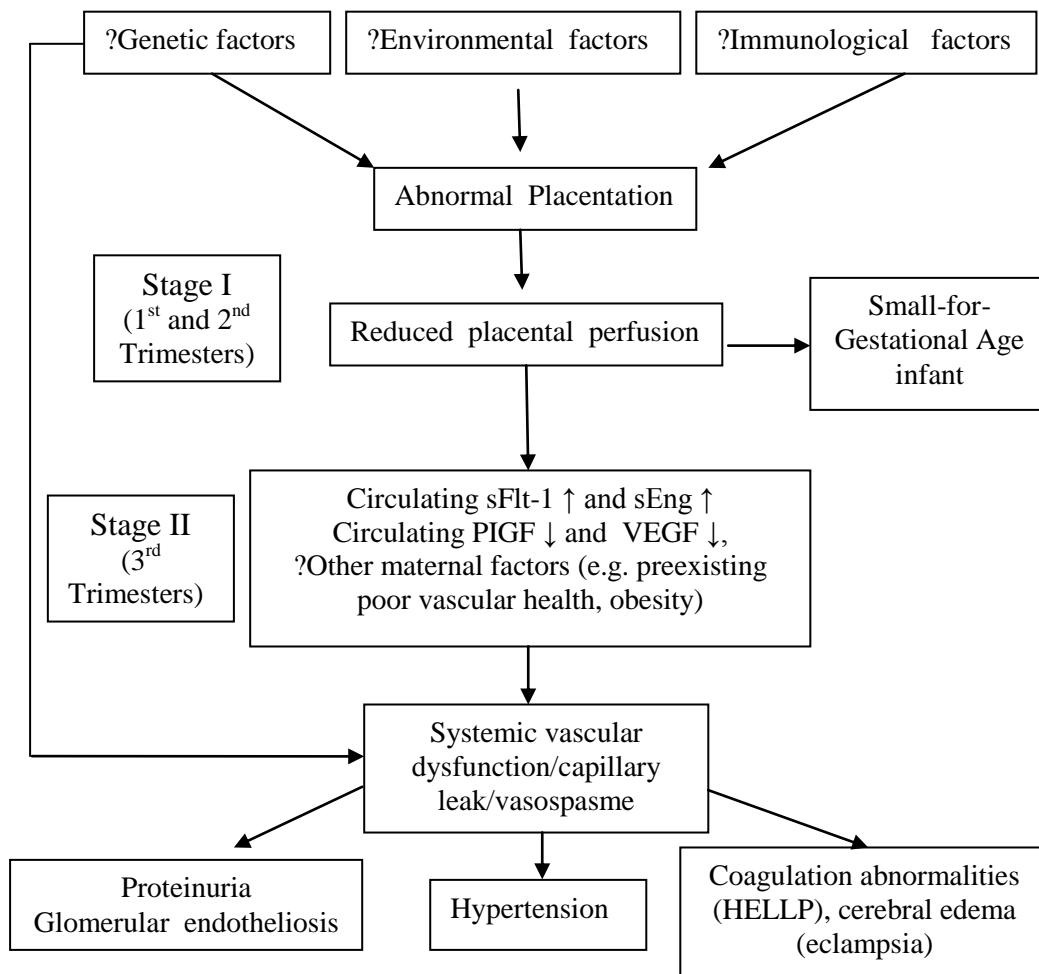 ?Genetic factors
?Environmental factors
?Immunological factors
Abnormal Placentation
Stage I
(1st and 2nd
Trimesters)
Reduced placental perfusion
Small-for-
Gestational Age
infant
Circulating sFlt-1 ↑ and sEng ↑
Circulating PIGF ↓ and VEGF ↓,
?Other maternal factors (e.g. preexisting
poor vascular health, obesity)
Stage II
(3rd
Trimesters)
Systemic vascular
dysfunction/capillary
leak/vasospasme
Proteinuria
Glomerular endotheliosis
Hypertension
Coagulation abnormalities
(HELLP), cerebral edema
(eclampsia)